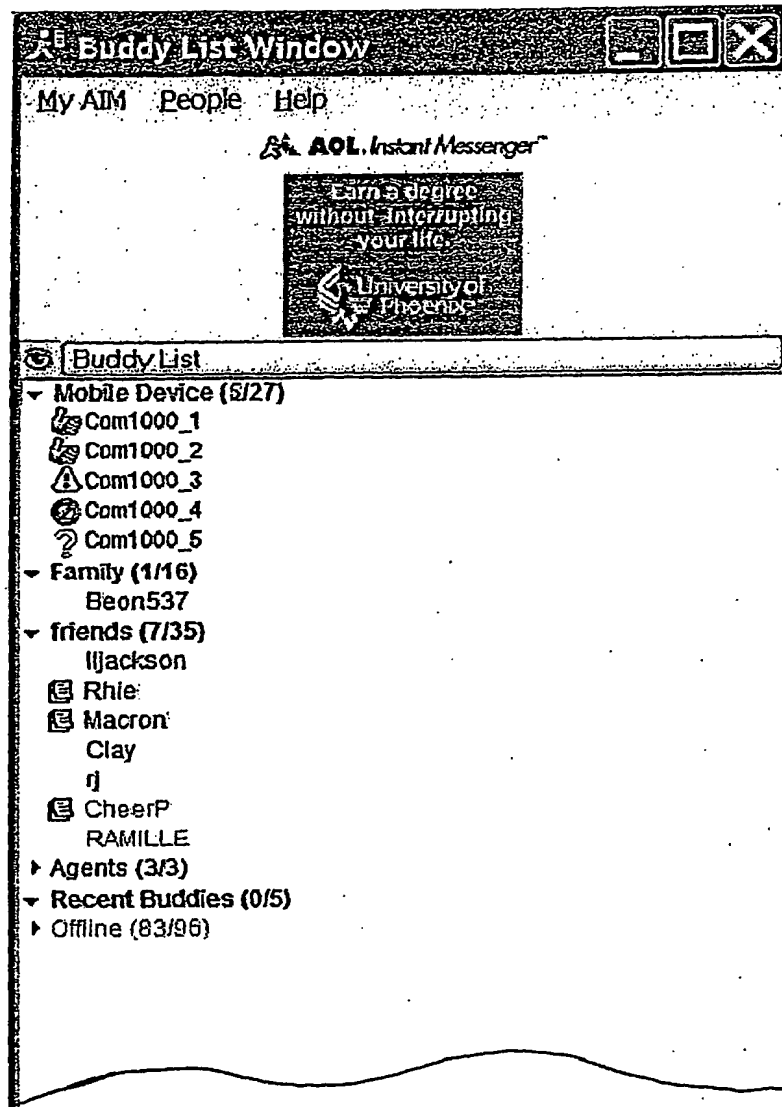 Buddy List Window
My AIM People Help
AOL Instant Messenger™
Earn a degree
without interrupting
your life.
University of
Phoenix
Buddy List
Mobile Device (5/27)
Com1000_1
Com1000_2
Com1000_3
Com1000_4
Com1000_5
Family (1/16)
Beon537
friends (7/35)
lljackson
Rhie
Macron
Clay
rj
CheerP
RAMILLE
Agents (3/3)
Recent Buddies (0/5)
Offline (83/96)